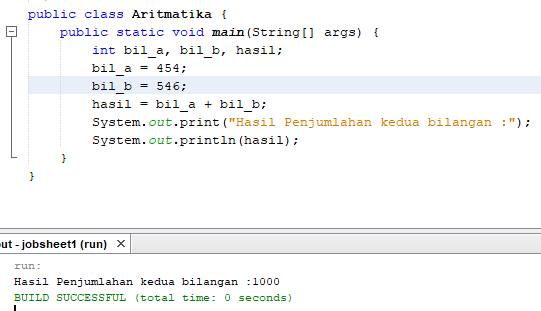 public class Aritmatika {
public static void main(String[] args) {
int bil_a, bil_b, hasil;
bil_a = 454;
bil_b = 546;
hasil = bil_a + bil_b;
System.out.print("Hasil Penjumlahan kedua bilangan :");
System.out.println(hasil);
}
}
ut - jobsheet1 (run) ×
run:
Hasil Penjumlahan kedua bilangan :1000
BUILD SUCCESSFUL (total time: 0 seconds)